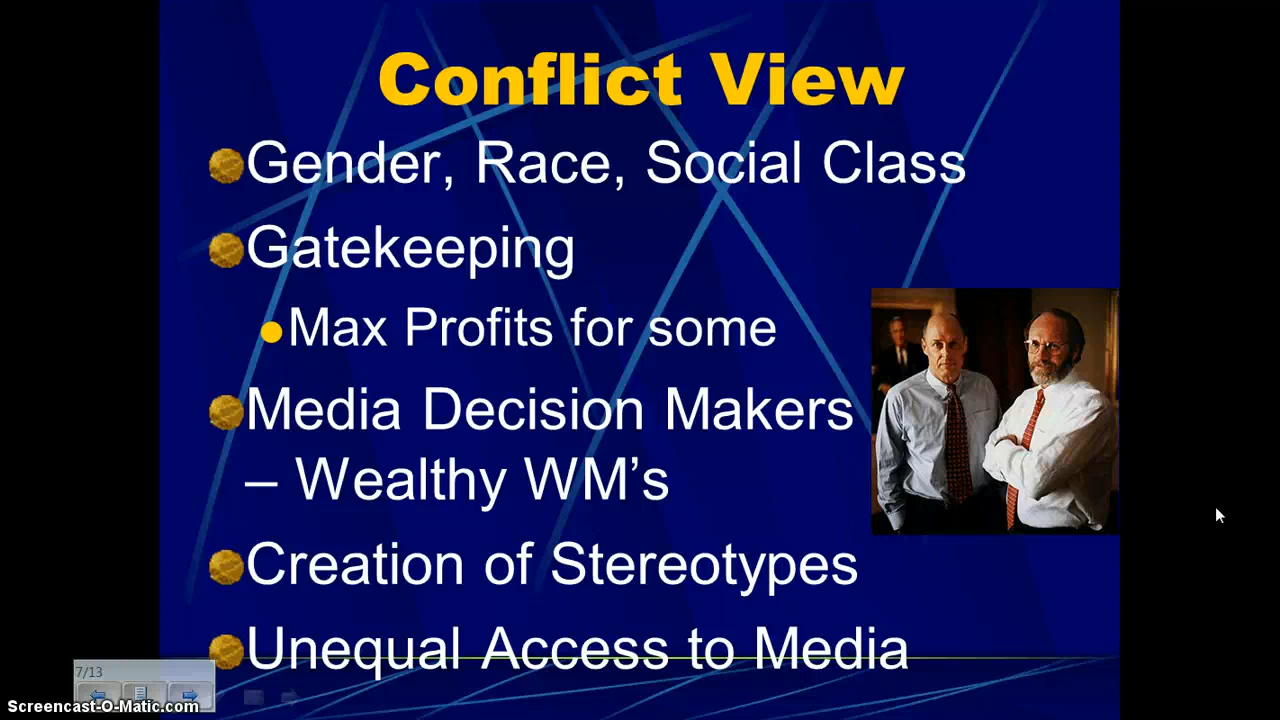 Conflict View
Gender, Race, Social Class
Gatekeeping
Max Profits for some
Media Decision Makers
– Wealthy WM’s
Creation of Stereotypes
Unequal Access to Media
7/13
Screencast-O-Matic.com